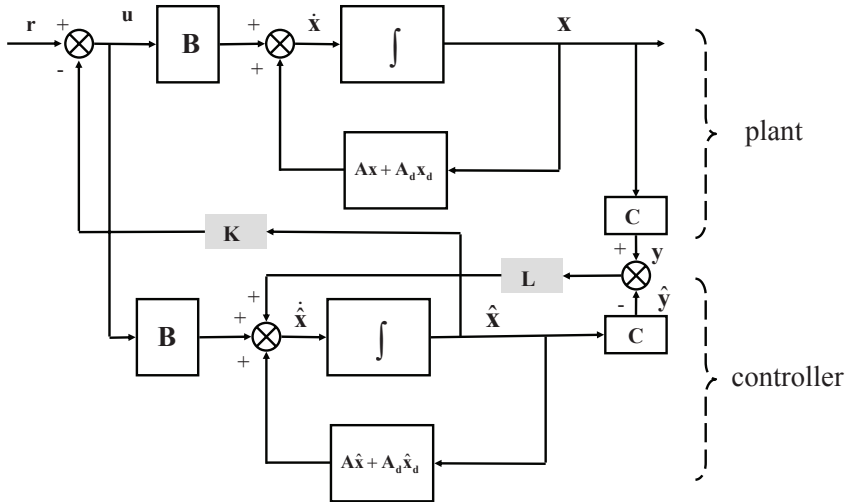 r
+
-
u
B
+
+
ẋ
∫
x
Ax + A_d x_d
plant
C
K
+
y
L
-
ŷ
C
B
+
+
+
x̂̇
∫
x̂
Ax̂ + A_d x̂_d
controller